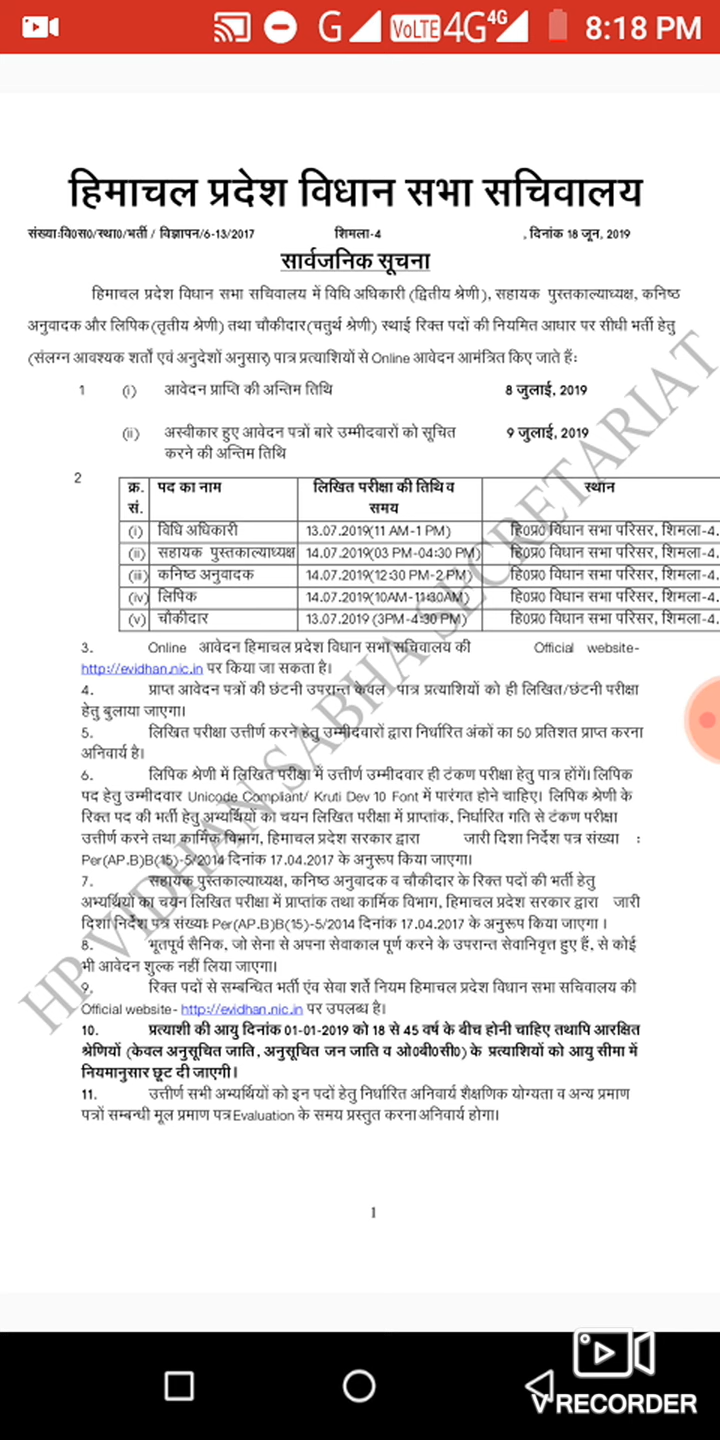 G VoLTE 4G 4G 8:18 PM
हिमाचल प्रदेश विधान सभा सचिवालय
संख्याःवि0स0/स्था0/भर्ती / विज्ञापन/6-13/2017 शिमला-4 , दिनांक 18 जून, 2019
सार्वजनिक सूचना
हिमाचल प्रदेश विधान सभा सचिवालय में विधि अधिकारी (द्वितीय श्रेणी), सहायक पुस्तकाल्याध्यक्ष, कनिष्ठ
अनुवादक और लिपिक(तृतीय श्रेणी) तथा चौकीदार(चतुर्थ श्रेणी) स्थाई रिक्त पदों की नियमित आधार पर सीधी भर्ती हेतु
(संलग्न आवश्यक शर्तों एवं अनुदेशों अनुसार) पात्र प्रत्याशियों से Online आवेदन आमंत्रित किए जाते हैंः
1 (i) आवेदन प्राप्ति की अन्तिम तिथि 8 जुलाई, 2019
(ii) अस्वीकार हुए आवेदन पत्रों बारे उम्मीदवारों को सूचित 9 जुलाई, 2019
करने की अन्तिम तिथि
2
क्र. पद का नाम लिखित परीक्षा की तिथि व स्थान
सं. समय
(i) विधि अधिकारी 13.07.2019(11 AM-1 PM) हि0प्र0 विधान सभा परिसर, शिमला-4.
(ii) सहायक पुस्तकाल्याध्यक्ष 14.07.2019(03 PM-04:30 PM) हि0प्र0 विधान सभा परिसर, शिमला-4.
(iii) कनिष्ठ अनुवादक 14.07.2019(12:30 PM-2 PM) हि0प्र0 विधान सभा परिसर, शिमला-4.
(iv) लिपिक 14.07.2019(10AM-11:30AM) हि0प्र0 विधान सभा परिसर, शिमला-4.
(v) चौकीदार 13.07.2019 (3PM-4:30 PM) हि0प्र0 विधान सभा परिसर, शिमला-4.
3. Online आवेदन हिमाचल प्रदेश विधान सभा सचिवालय की Official website-
http://evidhan.nic.in पर किया जा सकता है।
4. प्राप्त आवेदन पत्रों की छंटनी उपरान्त केवल पात्र प्रत्याशियों को ही लिखित/छंटनी परीक्षा
हेतु बुलाया जाएगा।
5. लिखित परीक्षा उत्तीर्ण करने हेतु उम्मीदवारों द्वारा निर्धारित अंकों का 50 प्रतिशत प्राप्त करना
अनिवार्य है।
6. लिपिक श्रेणी में लिखित परीक्षा में उत्तीर्ण उम्मीदवार ही टंकण परीक्षा हेतु पात्र होंगें। लिपिक
पद हेतु उम्मीदवार Unicode Compliant/ Kruti Dev 10 Font में पारंगत होने चाहिए। लिपिक श्रेणी के
रिक्त पद की भर्ती हेतु अभ्यर्थियों का चयन लिखित परीक्षा में प्राप्तांक, निर्धारित गति से टंकण परीक्षा
उत्तीर्ण करने तथा कार्मिक विभाग, हिमाचल प्रदेश सरकार द्वारा जारी दिशा निर्देश पत्र संख्या :
Per(AP.B)B(15)-5/2014 दिनांक 17.04.2017 के अनुरूप किया जाएगा।
7. सहायक पुस्तकाल्याध्यक्ष, कनिष्ठ अनुवादक व चौकीदार के रिक्त पदों की भर्ती हेतु
अभ्यर्थियों का चयन लिखित परीक्षा में प्राप्तांक तथा कार्मिक विभाग, हिमाचल प्रदेश सरकार द्वारा जारी
दिशा निर्देश पत्र संख्याः Per(AP.B)B(15)-5/2014 दिनांक 17.04.2017 के अनुरूप किया जाएगा ।
8. भूतपूर्व सैनिक, जो सेना से अपना सेवाकाल पूर्ण करने के उपरान्त सेवानिवृत्त हुए हैं, से कोई
भी आवेदन शुल्क नहीं लिया जाएगा।
9. रिक्त पदों से सम्बन्धित भर्ती एंव सेवा शर्ते नियम हिमाचल प्रदेश विधान सभा सचिवालय की
Official website- http://evidhan.nic.in पर उपलब्ध है।
10. प्रत्याशी की आयु दिनांक 01-01-2019 को 18 से 45 वर्ष के बीच होनी चाहिए तथापि आरक्षित
श्रेणियों (केवल अनुसूचित जाति, अनुसूचित जन जाति व ओ0बी0सी0) के प्रत्याशियों को आयु सीमा में
नियमानुसार छूट दी जाएगी।
11. उत्तीर्ण सभी अभ्यर्थियों को इन पदों हेतु निर्धारित अनिवार्य शैक्षणिक योग्यता व अन्य प्रमाण
पत्रों सम्बन्धी मूल प्रमाण पत्र Evaluation के समय प्रस्तुत करना अनिवार्य होगा।
HP VIDHAN SABHA SECRETARIAT
1
V RECORDER